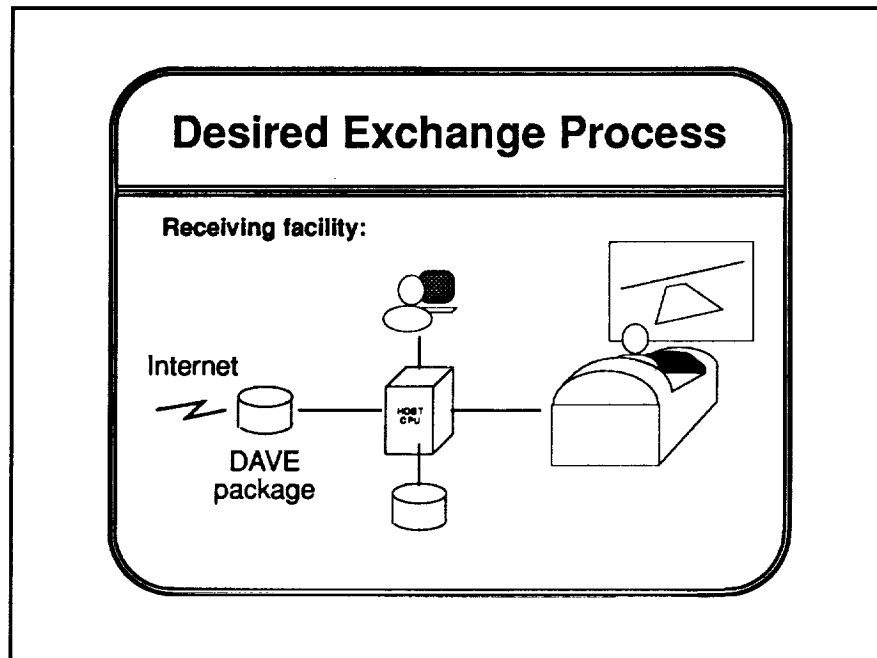 Desired Exchange Process
Receiving facility:
Internet
HOST
CPU
DAVE
package